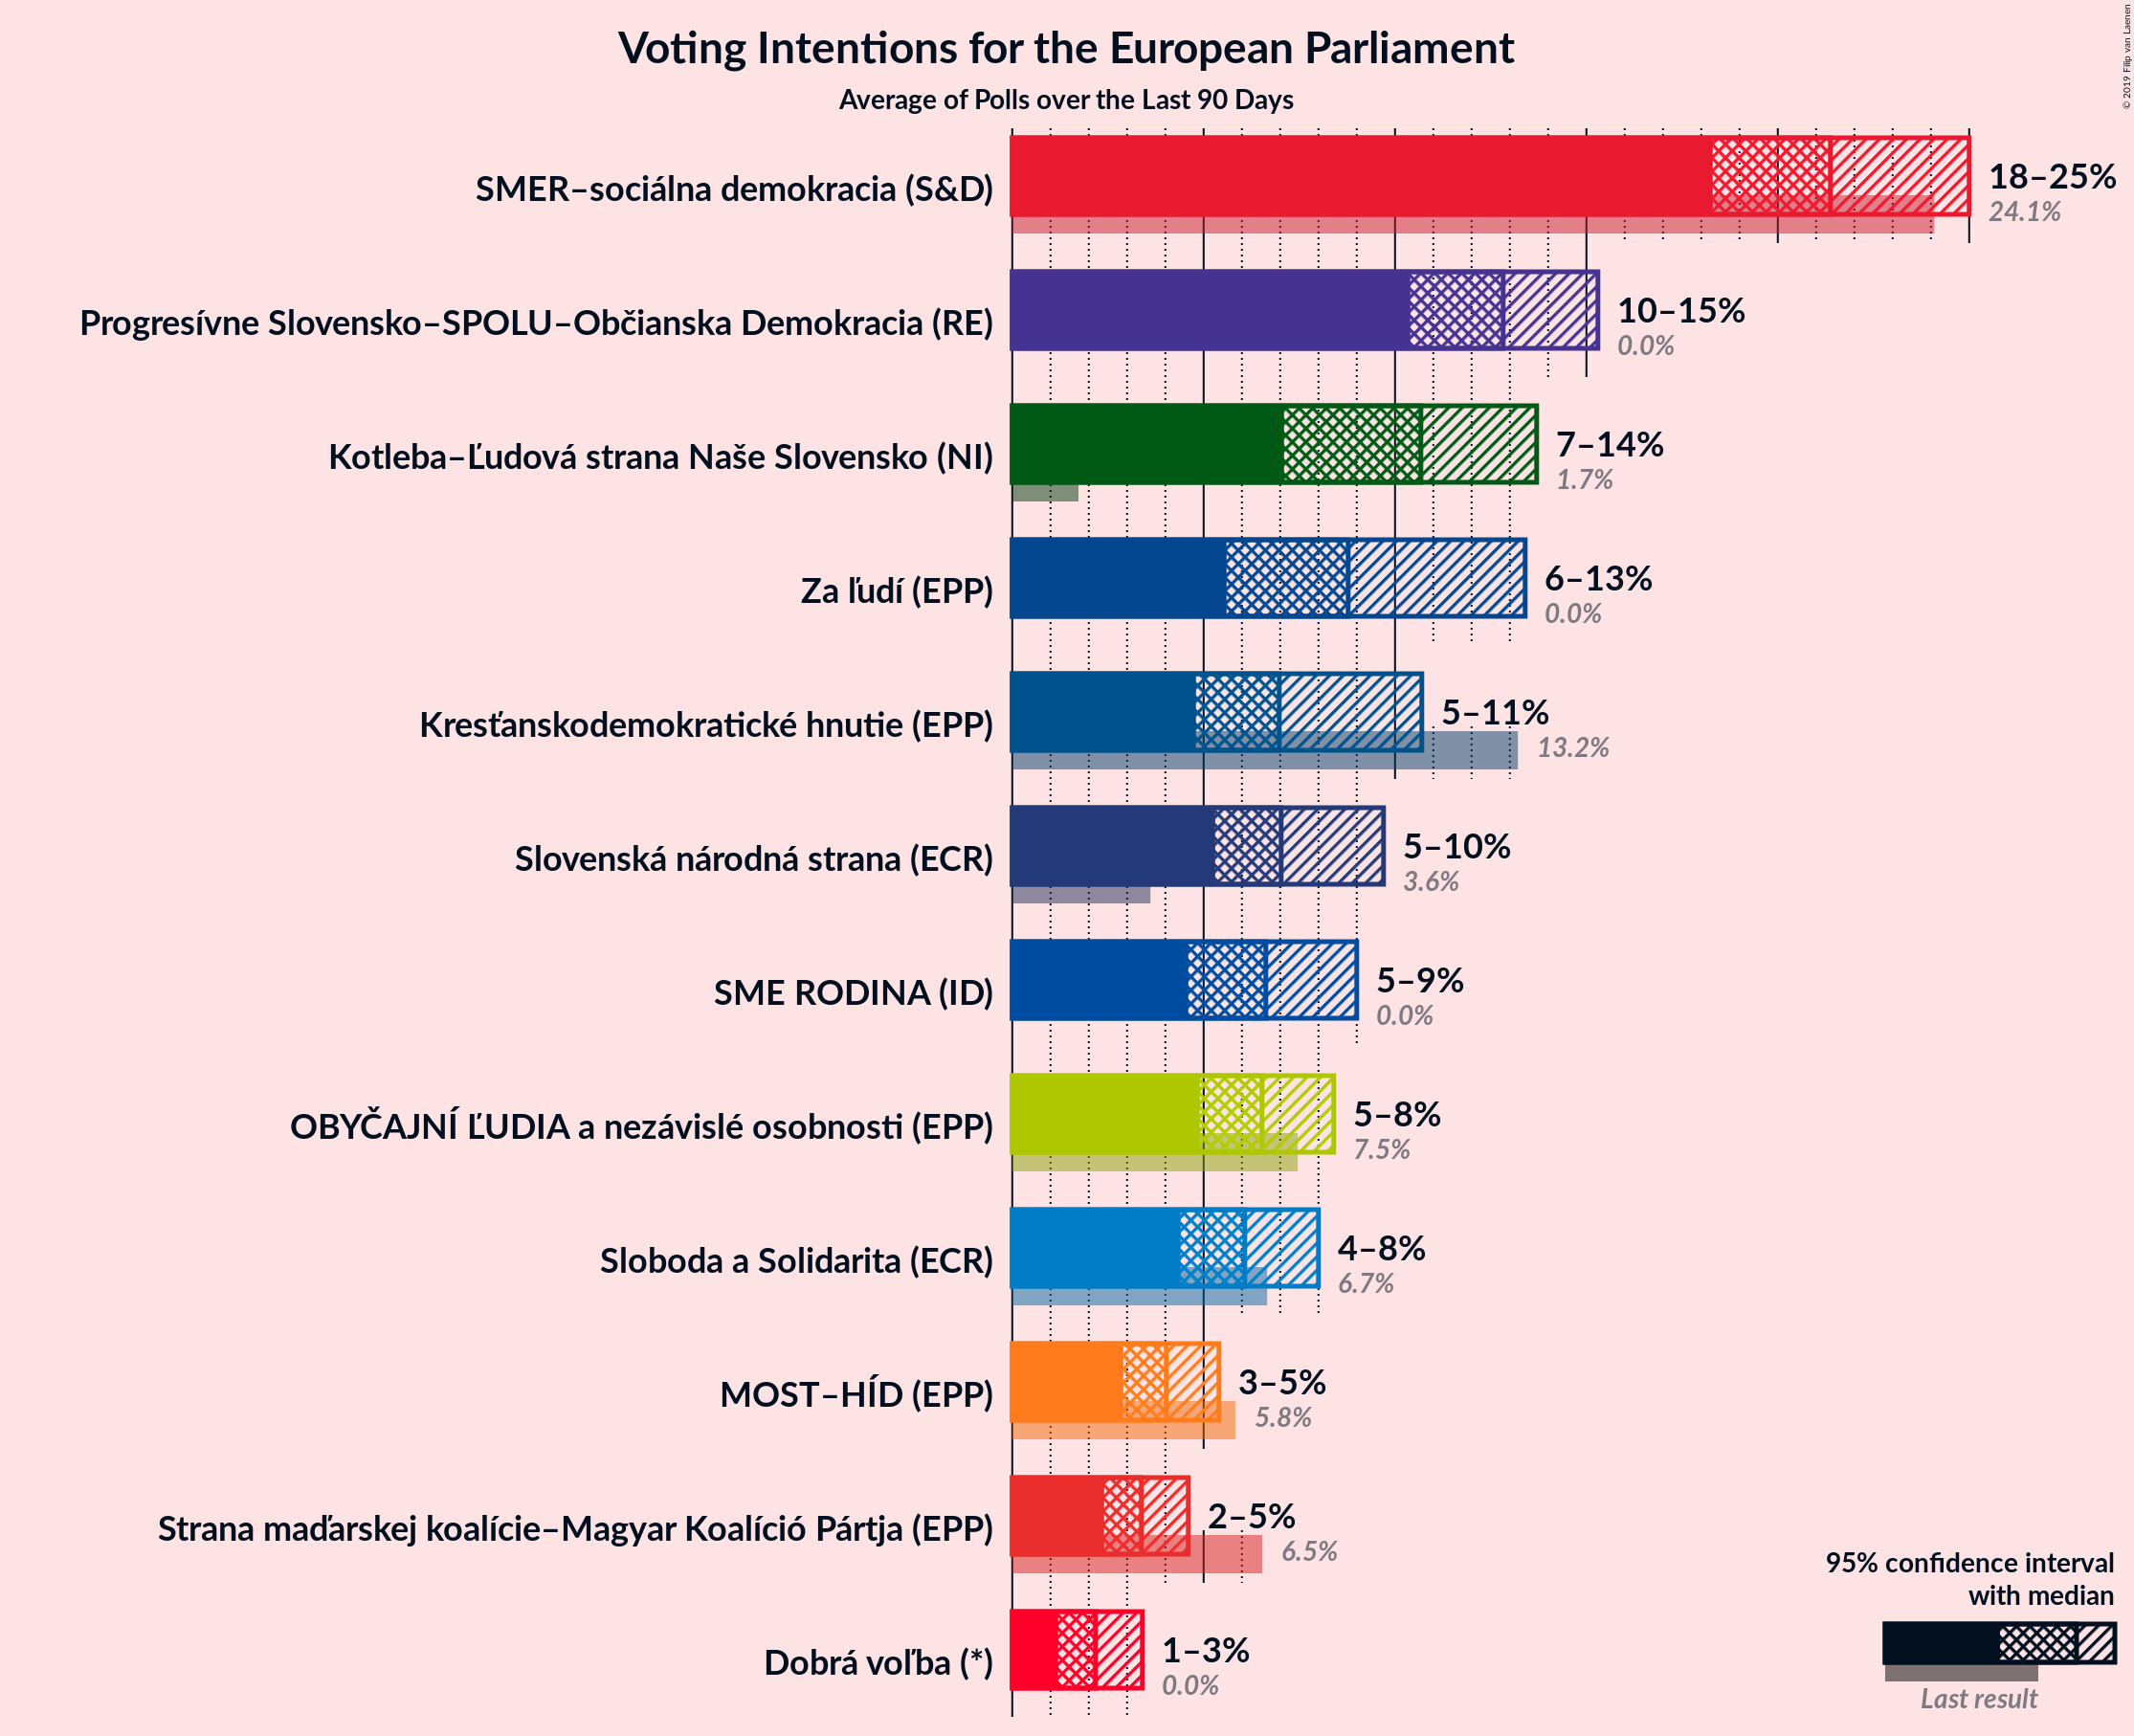 © 2019 Filip van Laenen
Voting Intentions for the European Parliament
Average of Polls over the Last 90 Days
SMER–sociálna demokracia (S&D)
18–25%
24.1%
Progresívne Slovensko–SPOLU–Občianska Demokracia (RE)
10–15%
0.0%
Kotleba–Ľudová strana Naše Slovensko (NI)
7–14%
1.7%
Za ľudí (EPP)
6–13%
0.0%
Kresťanskodemokratické hnutie (EPP)
5–11%
13.2%
Slovenská národná strana (ECR)
5–10%
3.6%
SME RODINA (ID)
5–9%
0.0%
OBYČAJNÍ ĽUDIA a nezávislé osobnosti (EPP)
5–8%
7.5%
Sloboda a Solidarita (ECR)
4–8%
6.7%
MOST–HÍD (EPP)
3–5%
5.8%
Strana maďarskej koalície–Magyar Koalíció Pártja (EPP)
2–5%
6.5%
Dobrá voľba (*)
1–3%
0.0%
95% confidence interval
with median
Last result